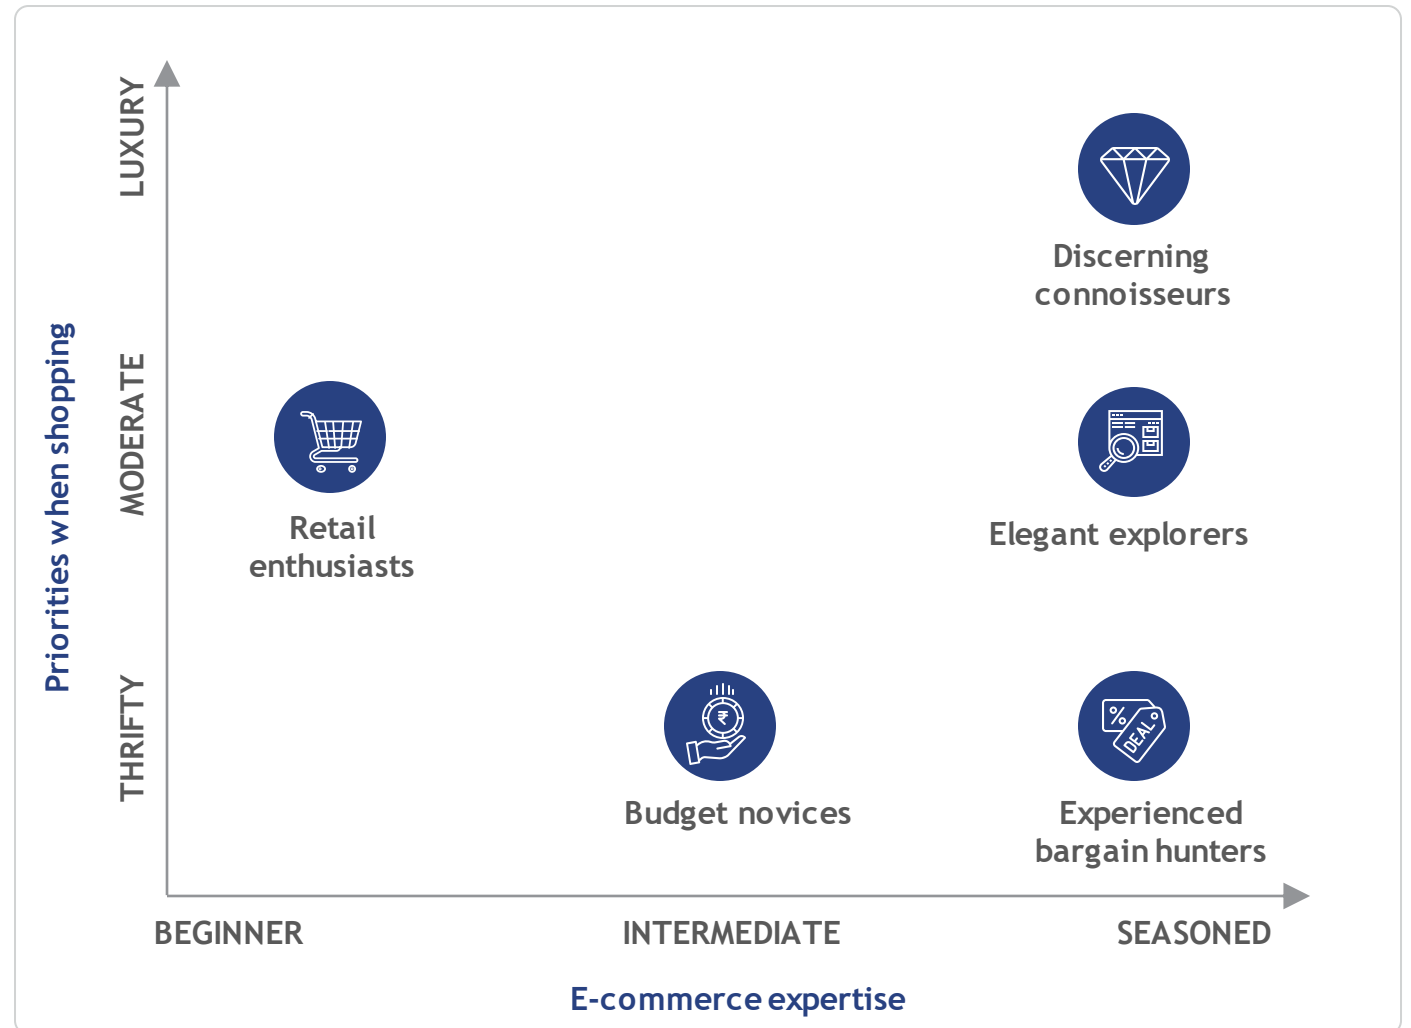 LUXURY
Discerning
connoisseurs
Priorities when shopping
MODERATE
Retail
enthusiasts
Elegant explorers
THRIFTY
₹
%
DEAL
Budget novices
Experienced
bargain hunters
BEGINNER
INTERMEDIATE
SEASONED
E-commerce expertise